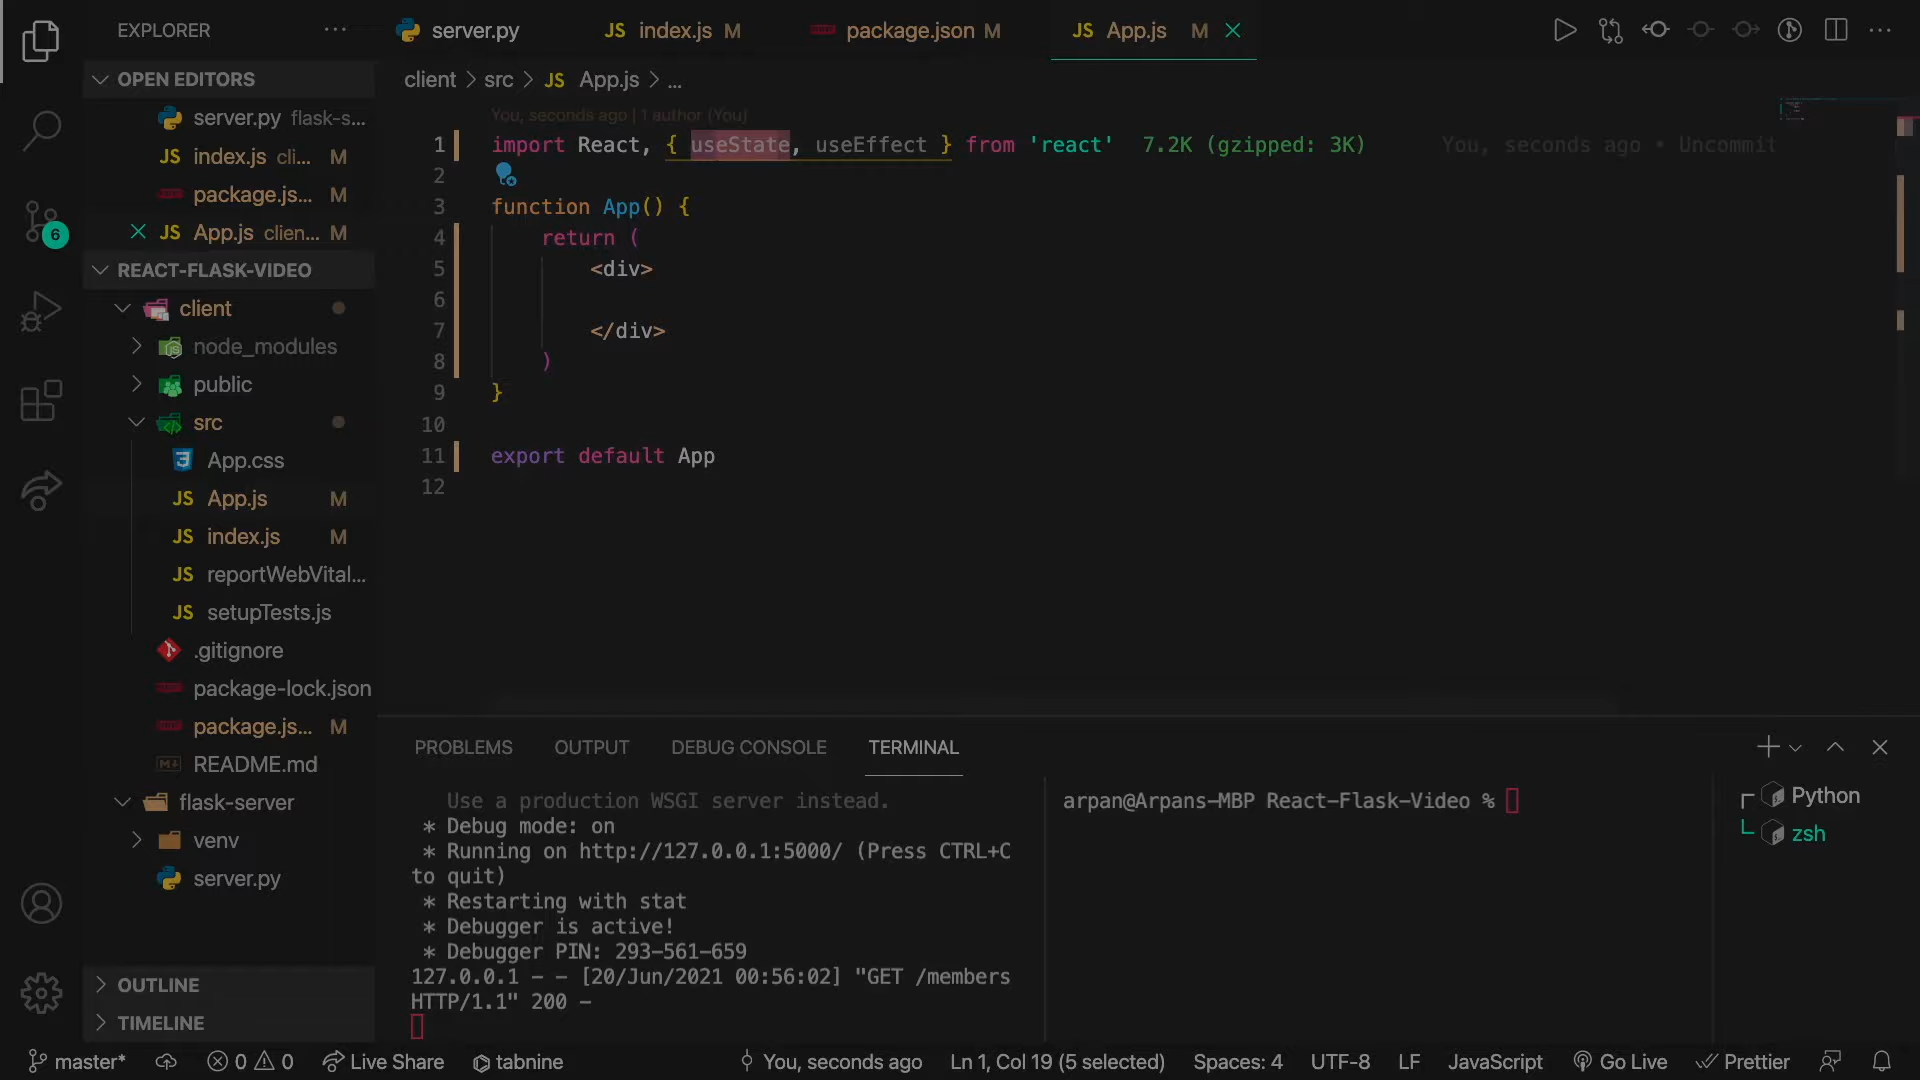 EXPLORER
server.py
JS index.js M
package.json M
JS App.js M
OPEN EDITORS
server.py flask-s...
JS index.js cli... M
package.js... M
JS App.js clien... M
6
REACT-FLASK-VIDEO
client
node_modules
public
src
App.css
JS App.js M
JS index.js M
JS reportWebVital...
JS setupTests.js
.gitignore
package-lock.json
package.js... M
README.md
flask-server
venv
server.py
OUTLINE
TIMELINE
client > src > JS App.js > ...
You, seconds ago | 1 author (You)
1 import React, { useState, useEffect } from 'react' 7.2K (gzipped: 3K) You, seconds ago • Uncommit
2
3 function App() {
4 return (
5 <div>
6
7 </div>
8 )
9 }
10
11 export default App
12
PROBLEMS OUTPUT DEBUG CONSOLE TERMINAL
Use a production WSGI server instead.
* Debug mode: on
* Running on http://127.0.0.1:5000/ (Press CTRL+C
to quit)
* Restarting with stat
* Debugger is active!
* Debugger PIN: 293-561-659
127.0.0.1 - - [20/Jun/2021 00:56:02] "GET /members
HTTP/1.1" 200 -
arpan@Arpans-MBP React-Flask-Video %
Python
zsh
master* 0 0 Live Share tabnine You, seconds ago Ln 1, Col 19 (5 selected) Spaces: 4 UTF-8 LF JavaScript Go Live Prettier